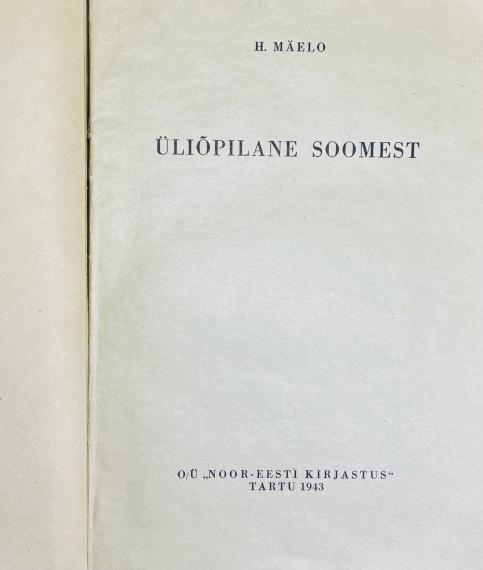 H. MÄELO
ÜLIÕPILANE SOOMEST
O/Ü „NOOR-EESTI KIRJASTUS“
TARTU 1943